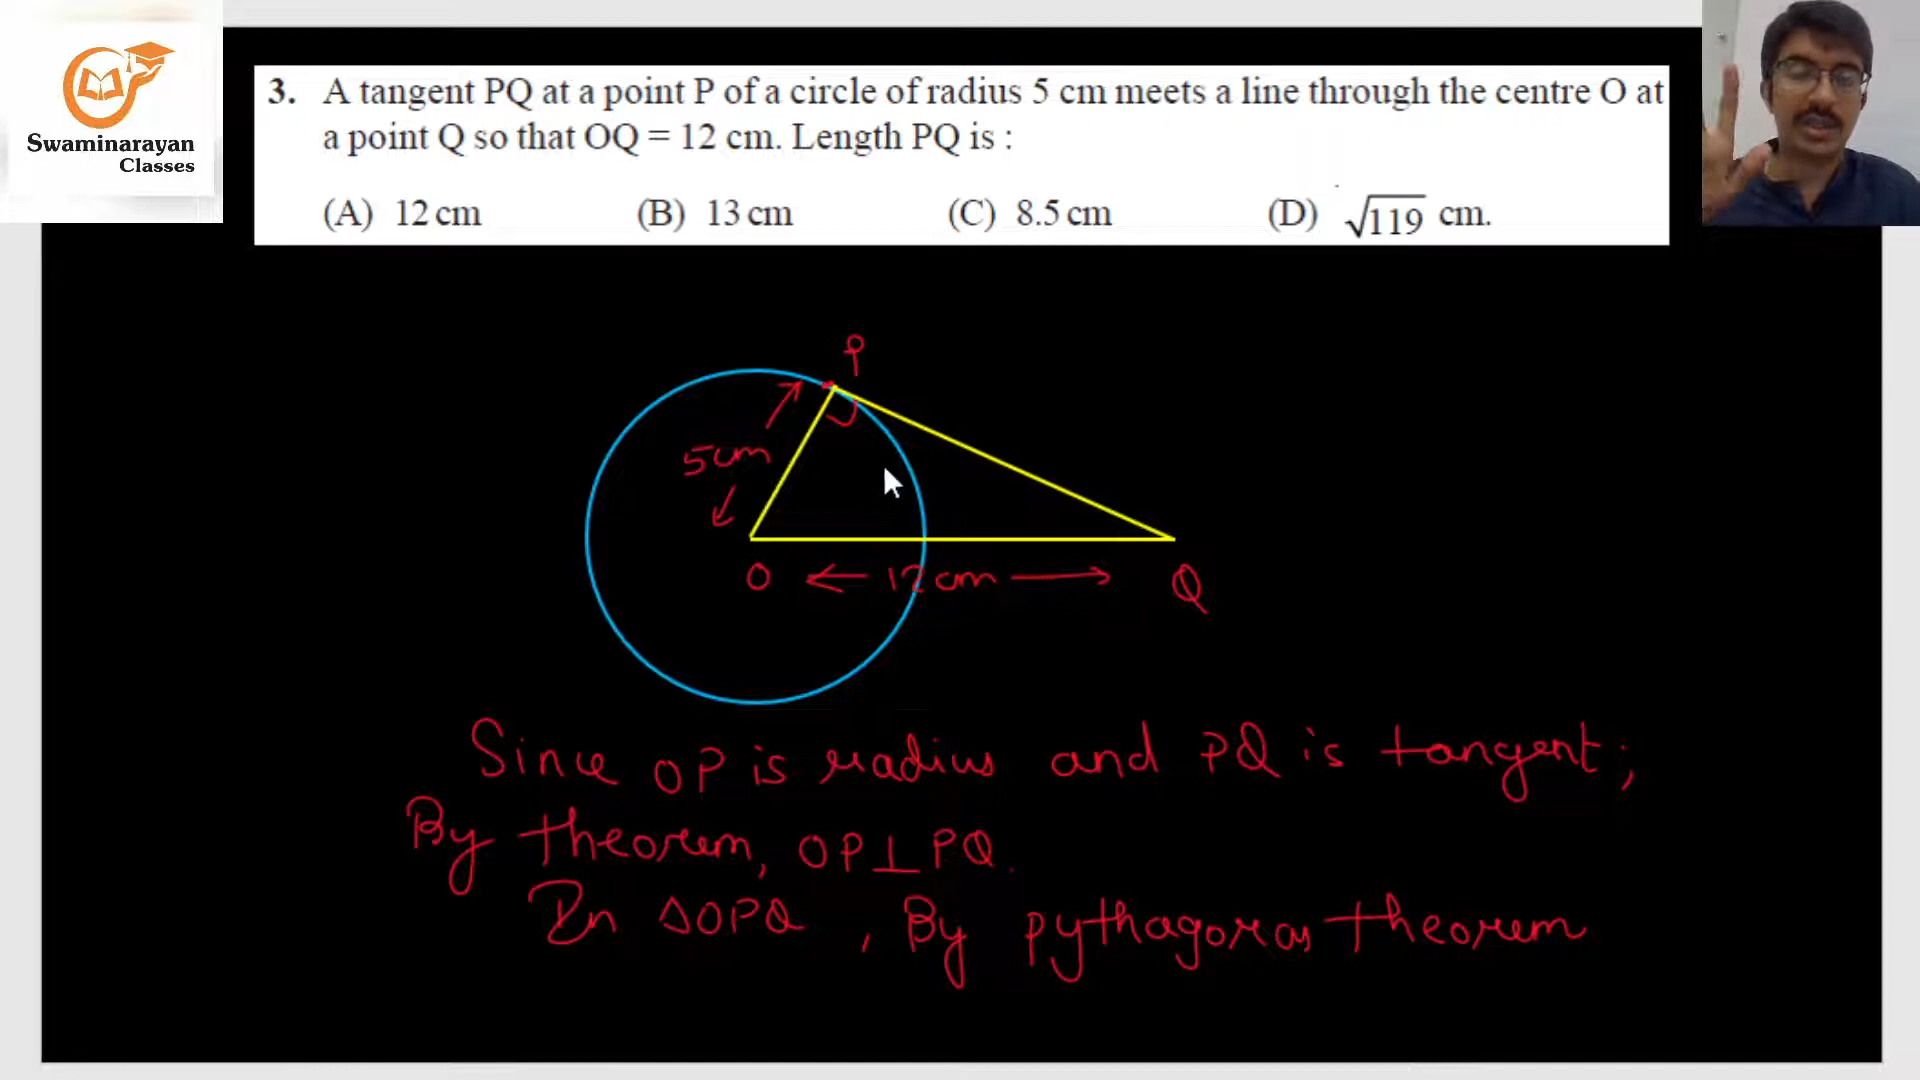 Swaminarayan
Classes
3. A tangent PQ at a point P of a circle of radius 5 cm meets a line through the centre O at
a point Q so that OQ = 12 cm. Length PQ is :
(A) 12 cm (B) 13 cm (C) 8.5 cm (D) √119 cm.
P
5cm
O ← 12 cm → Q
Since OP is radius and PQ is tangent;
By theorem, OP⊥PQ.
In ΔOPQ , By pythagoras theorem